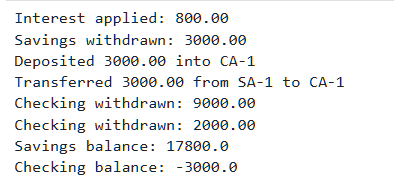 Interest applied: 800.00
Savings withdrawn: 3000.00
Deposited 3000.00 into CA-1
Transferred 3000.00 from SA-1 to CA-1
Checking withdrawn: 9000.00
Checking withdrawn: 2000.00
Savings balance: 17800.0
Checking balance: -3000.0